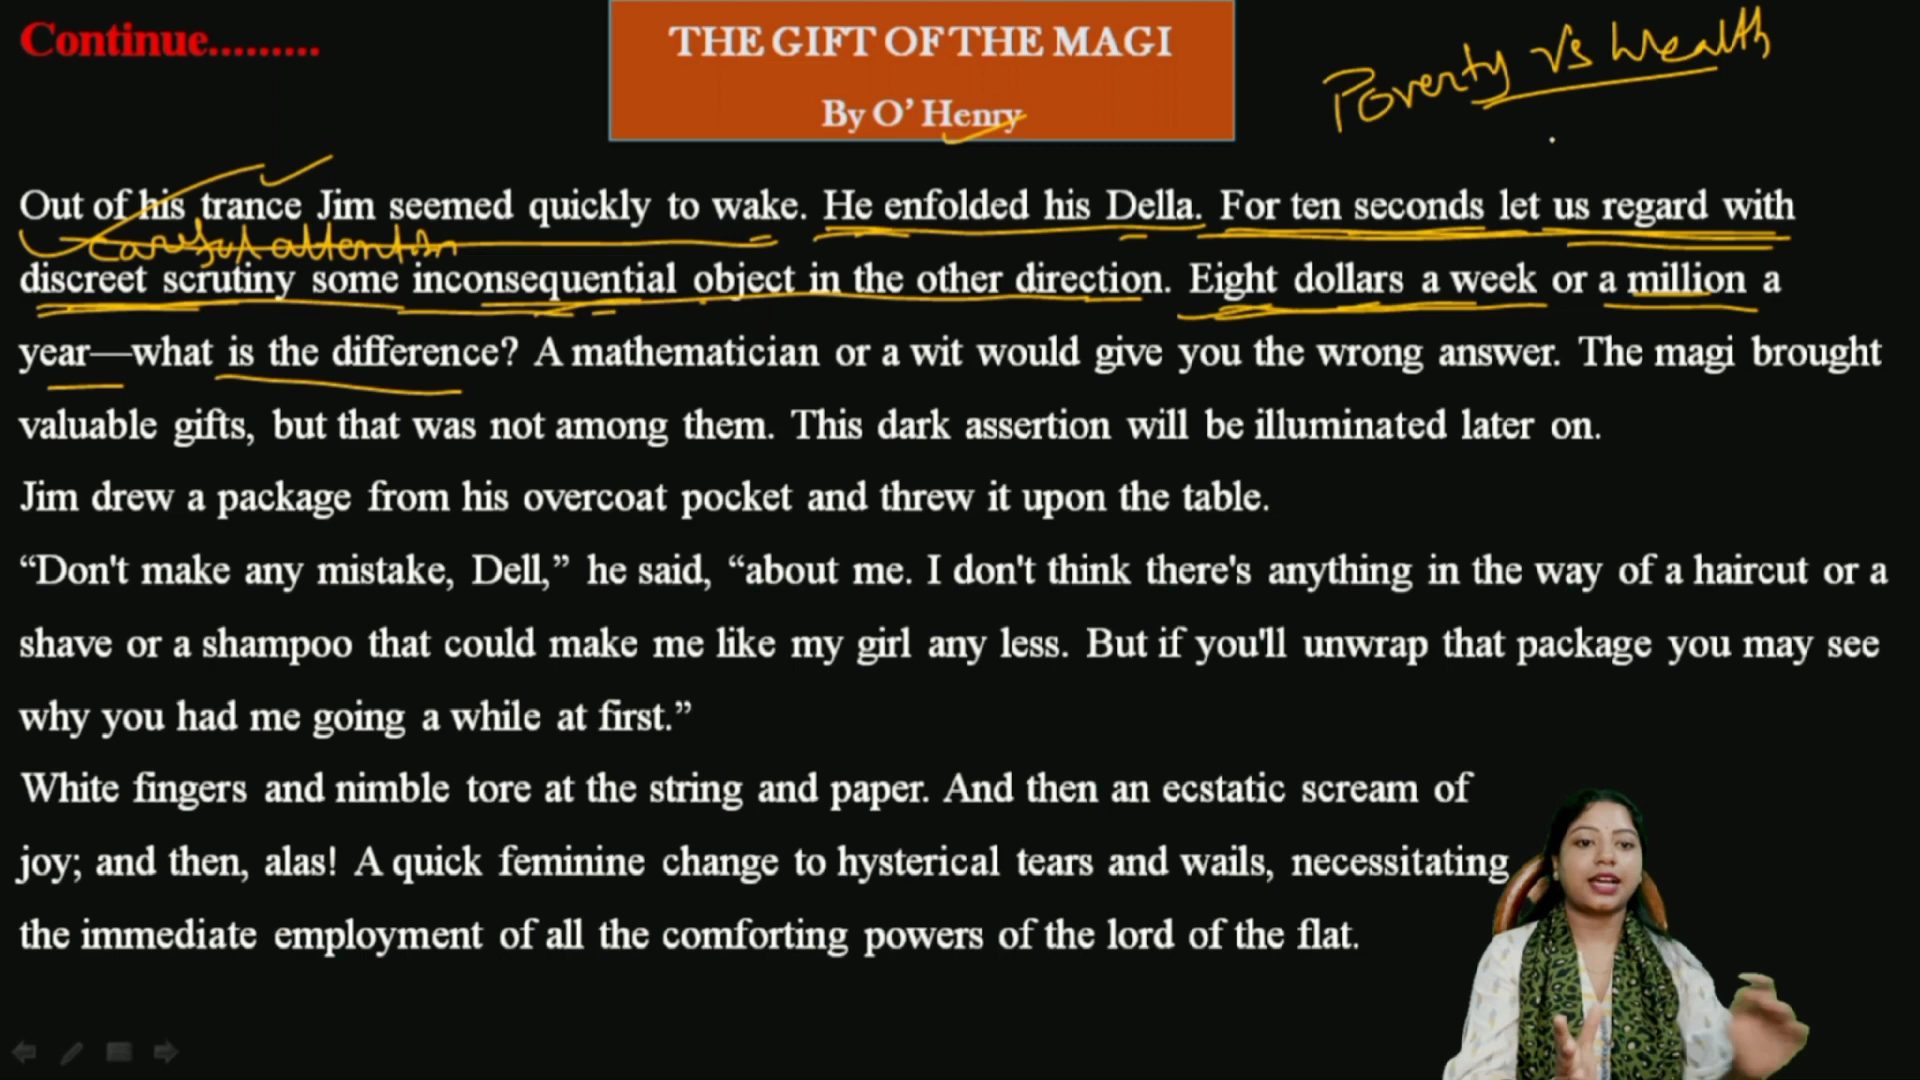 Continue.........
THE GIFT OF THE MAGI
By O’ Henry
Poverty Vs Wealth
Out of his trance Jim seemed quickly to wake. He enfolded his Della. For ten seconds let us regard with
careful attention
discreet scrutiny some inconsequential object in the other direction. Eight dollars a week or a million a
year—what is the difference? A mathematician or a wit would give you the wrong answer. The magi brought
valuable gifts, but that was not among them. This dark assertion will be illuminated later on.
Jim drew a package from his overcoat pocket and threw it upon the table.
“Don't make any mistake, Dell,” he said, “about me. I don't think there's anything in the way of a haircut or a
shave or a shampoo that could make me like my girl any less. But if you'll unwrap that package you may see
why you had me going a while at first.”
White fingers and nimble tore at the string and paper. And then an ecstatic scream of
joy; and then, alas! A quick feminine change to hysterical tears and wails, necessitating
the immediate employment of all the comforting powers of the lord of the flat.